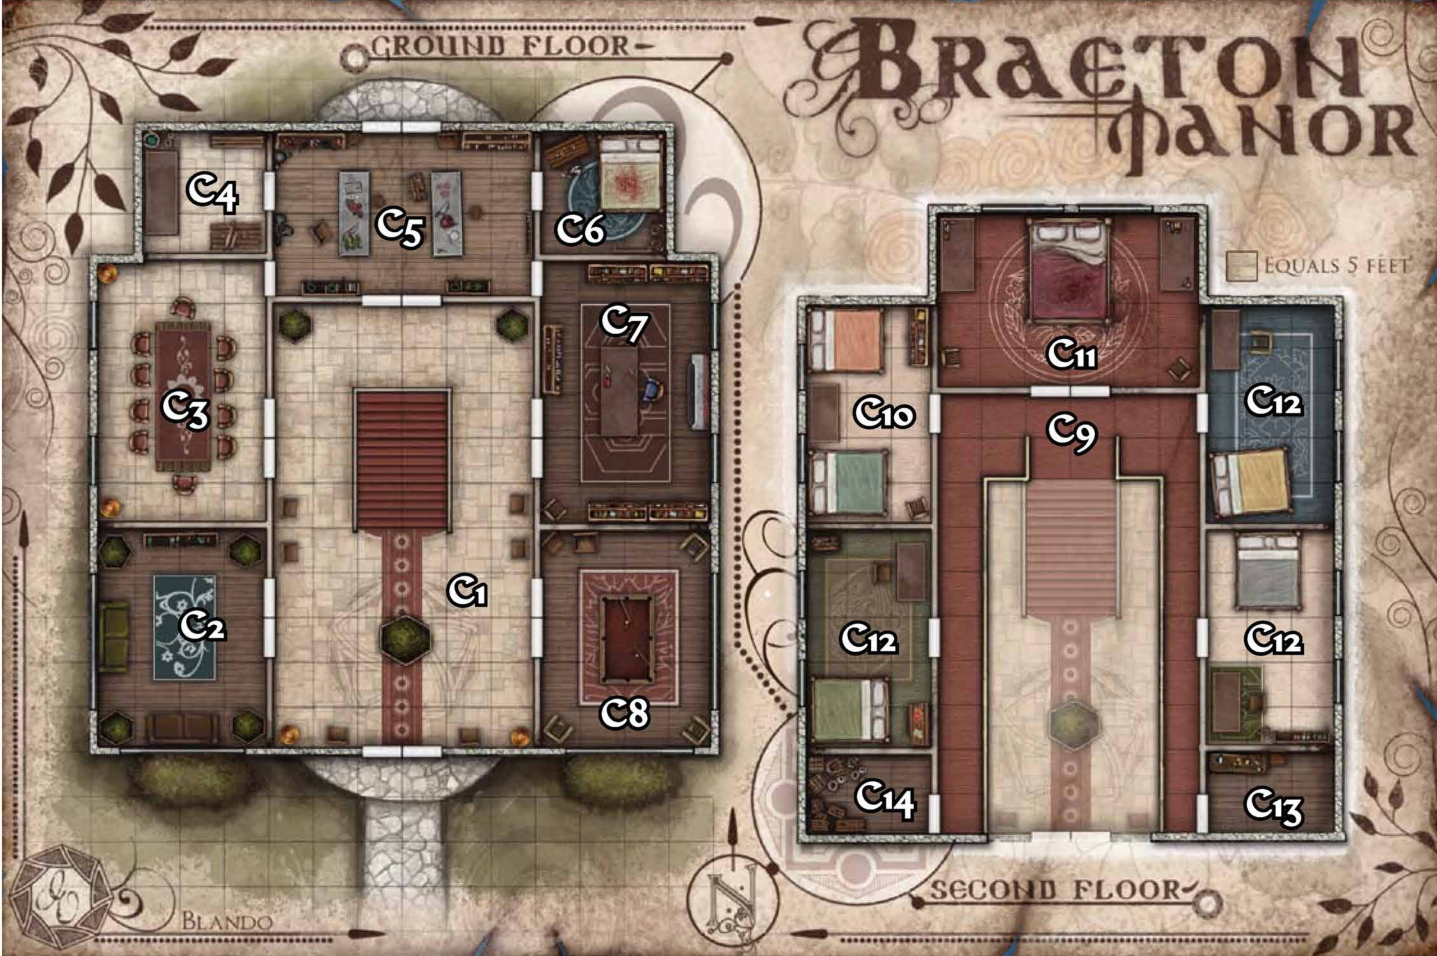 GROUND FLOOR
BRAETON
MANOR
C4
C5
C6
C7
C3
C1
C2
C8
BLANDO
EQUALS 5 FEET
C11
C10
C9
C12
C12
C12
C14
C13
N
SECOND FLOOR